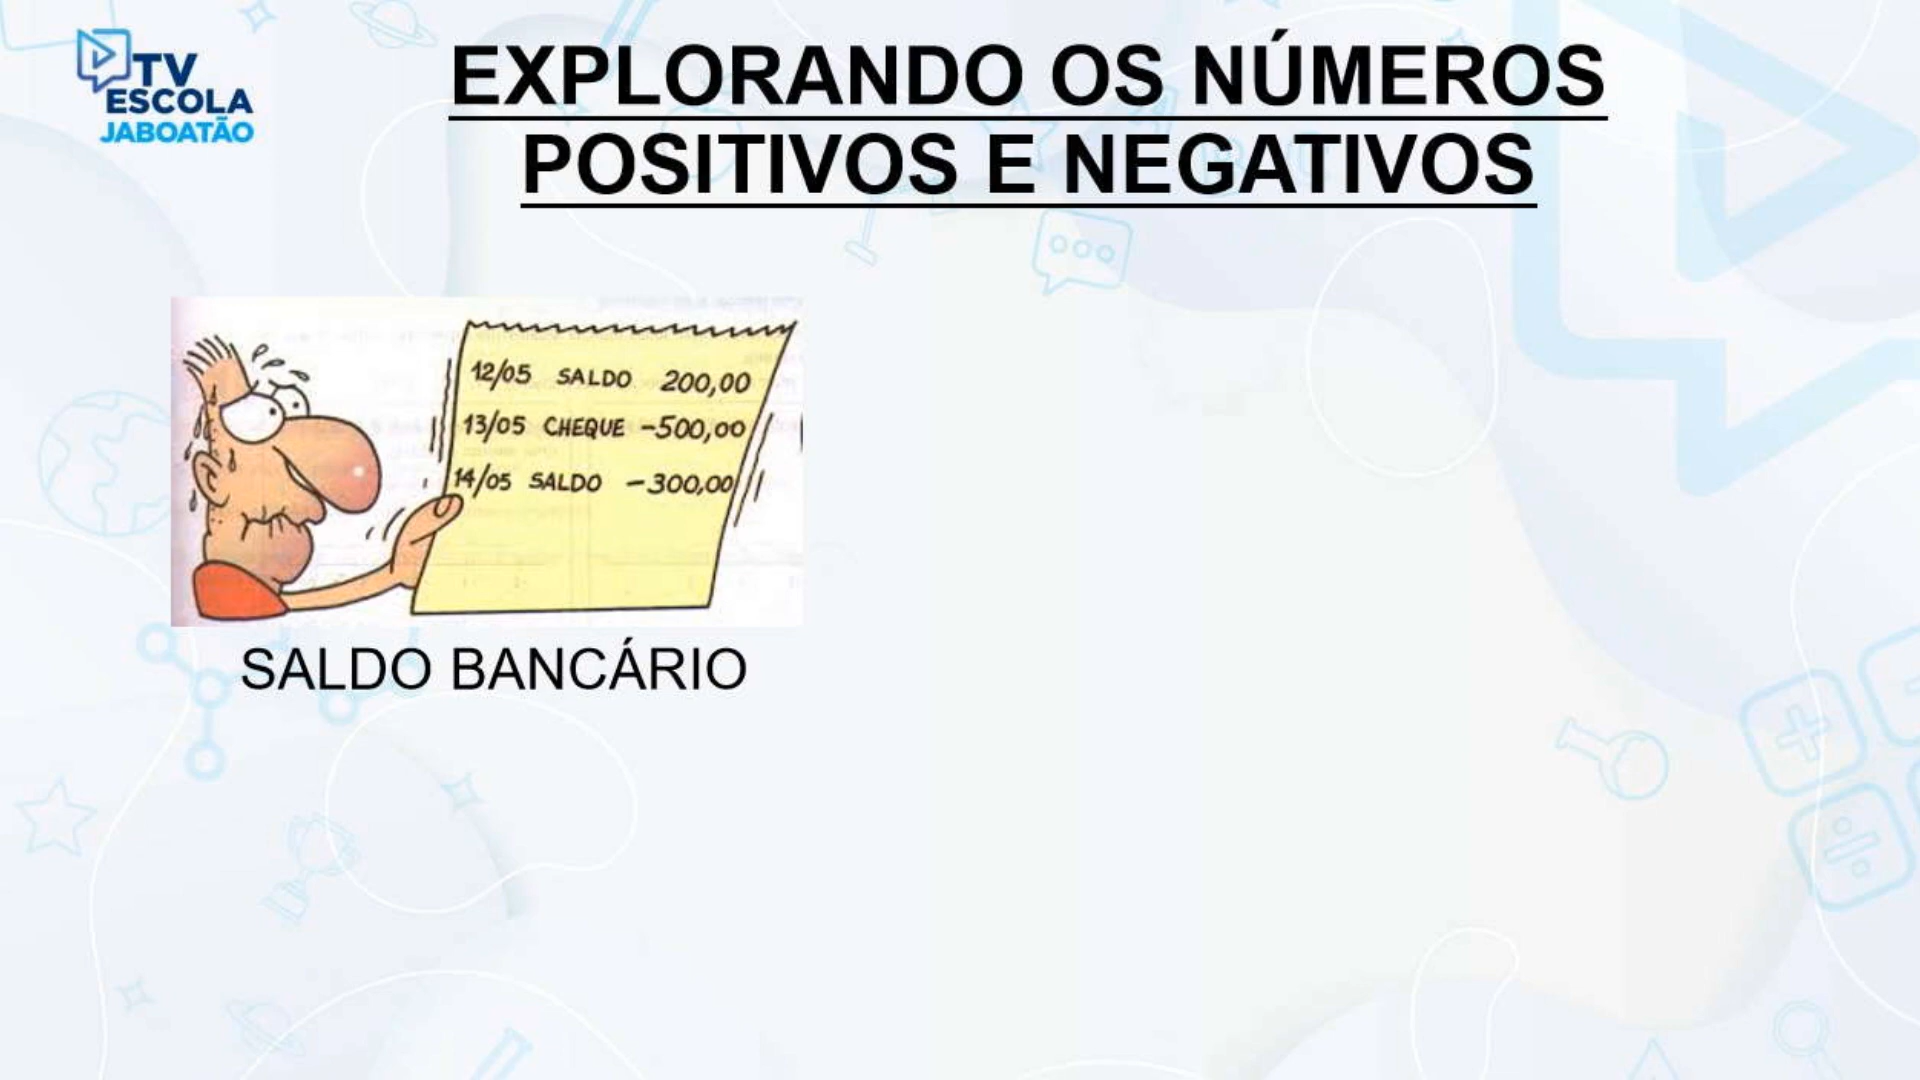 TV
ESCOLA
JABOATÃO
EXPLORANDO OS NÚMEROS
POSITIVOS E NEGATIVOS
12/05 SALDO 200,00
13/05 CHEQUE -500,00
14/05 SALDO -300,00
SALDO BANCÁRIO